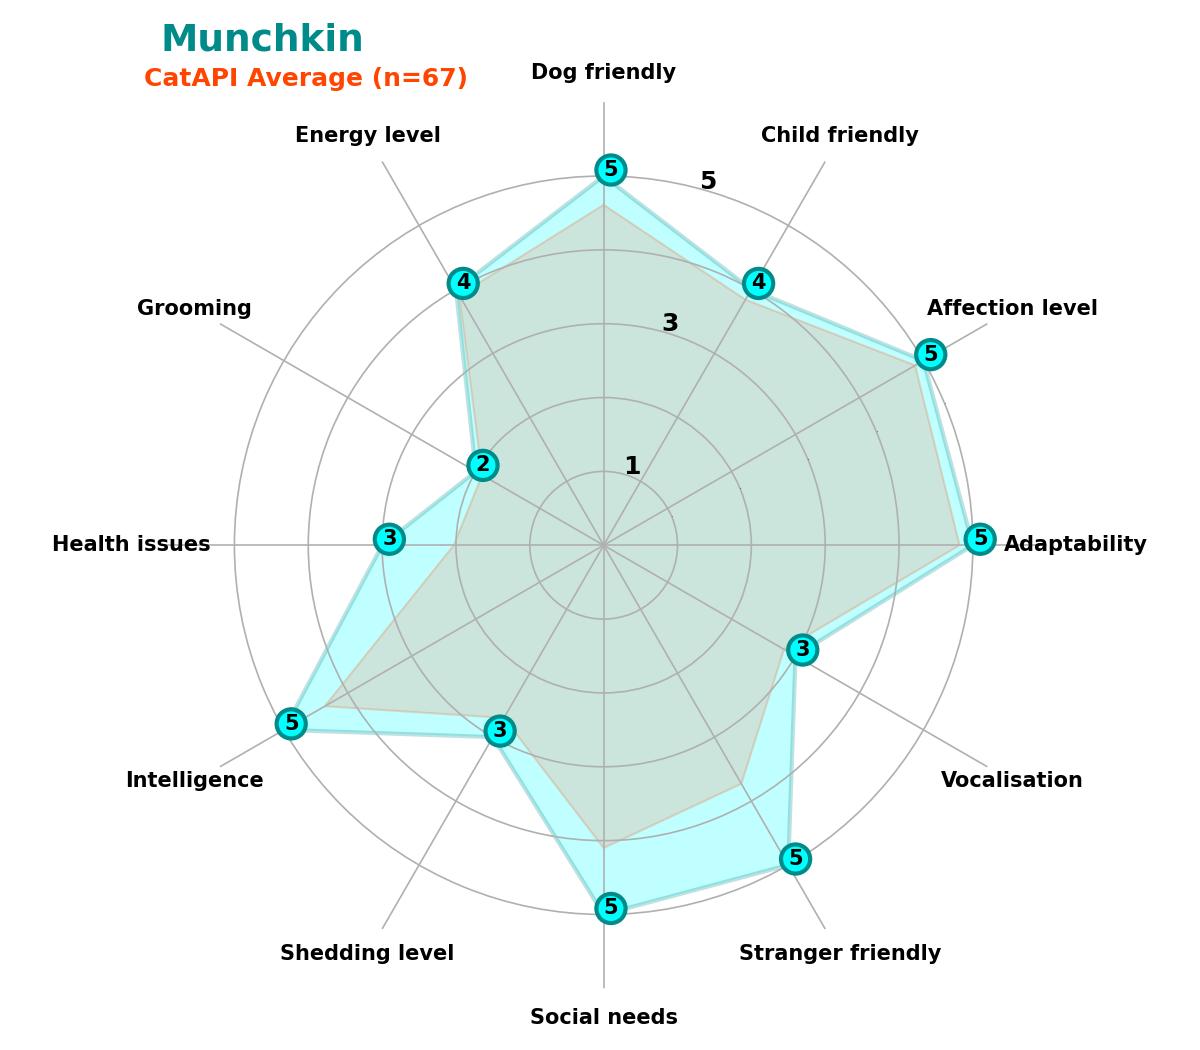 Munchkin
CatAPI Average (n=67)
Dog friendly
Energy level
Child friendly
5
5
4
4
Grooming
Affection level
3
5
2
1
Health issues
3
5
Adaptability
3
5
3
Intelligence
Vocalisation
5
5
Shedding level
Stranger friendly
Social needs